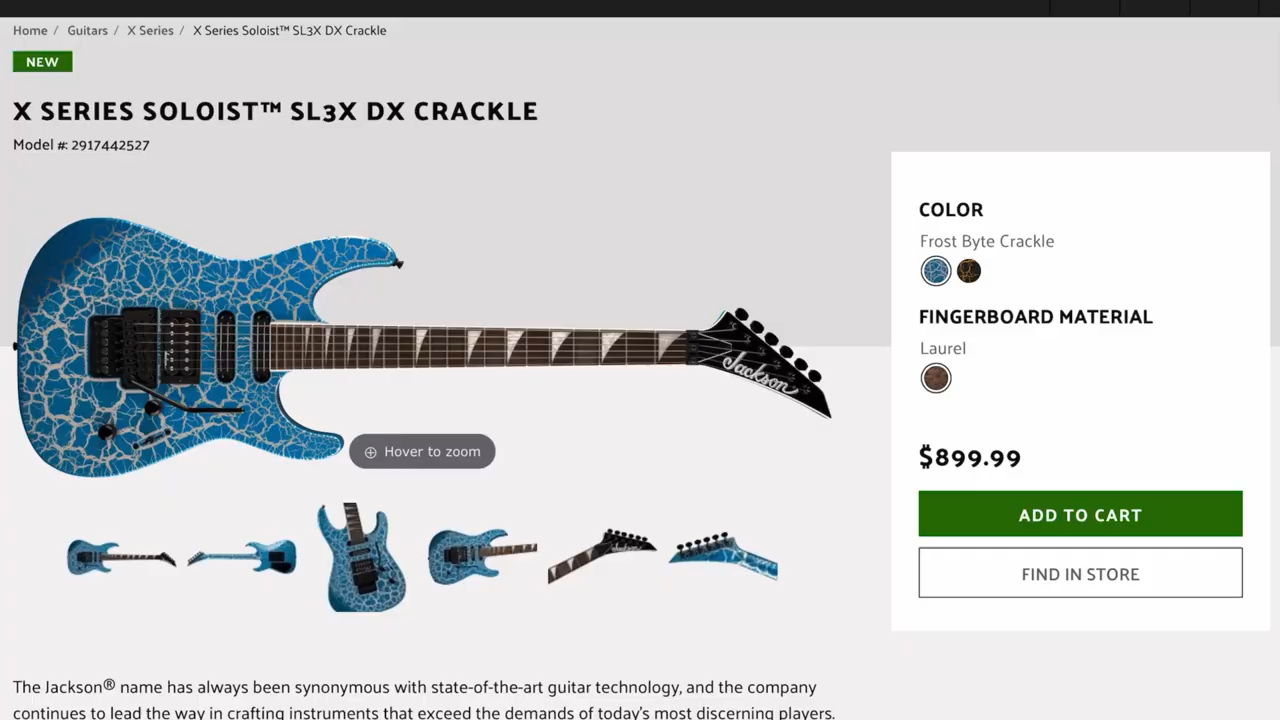 Home / Guitars / X Series / X Series Soloist™ SL3X DX Crackle
NEW
X SERIES SOLOIST™ SL3X DX CRACKLE
Model #: 2917442527
Jackson
Hover to zoom
COLOR
Frost Byte Crackle
FINGERBOARD MATERIAL
Laurel
$899.99
ADD TO CART
FIND IN STORE
The Jackson® name has always been synonymous with state-of-the-art guitar technology, and the company
continues to lead the way in crafting instruments that exceed the demands of today's most discerning players.